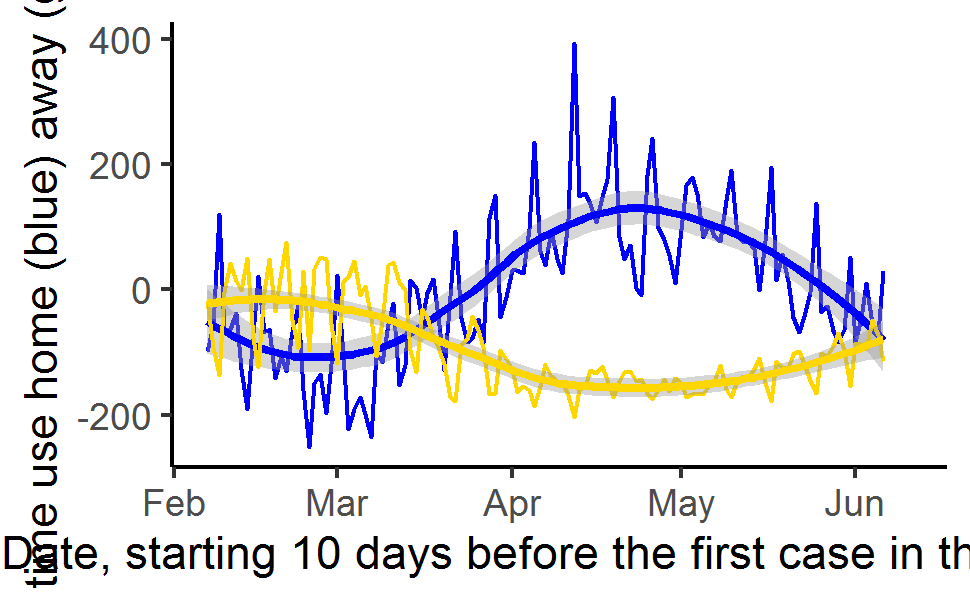 time use home (blue) away (
400
200
0
-200
Feb Mar Apr May Jun
Date, starting 10 days before the first case in th